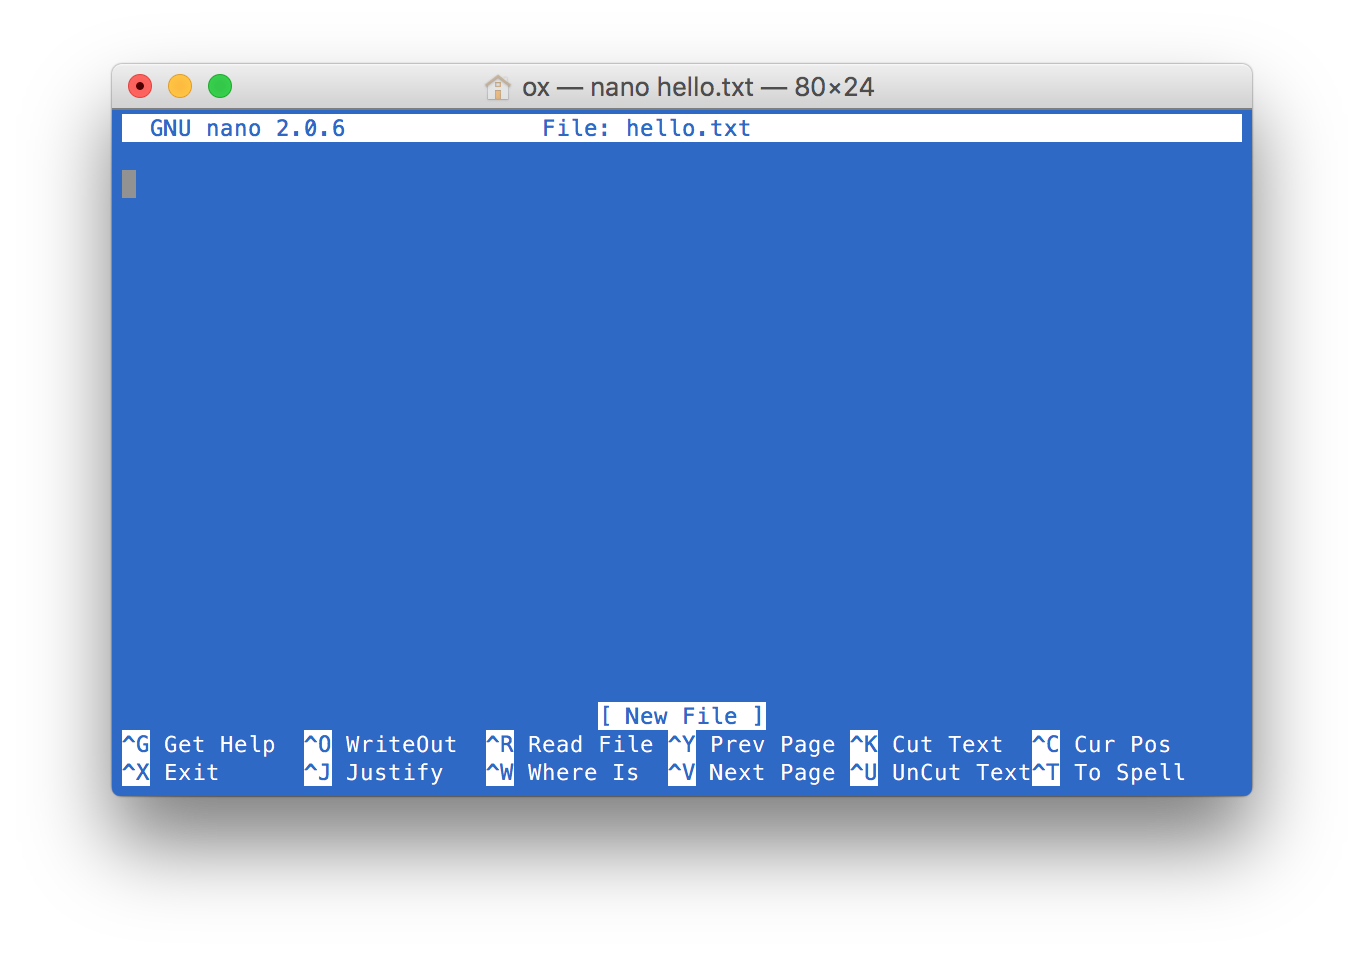 ox — nano hello.txt — 80×24
GNU nano 2.0.6 File: hello.txt
[ New File ]
^G Get Help ^O WriteOut ^R Read File ^Y Prev Page ^K Cut Text ^C Cur Pos
^X Exit ^J Justify ^W Where Is ^V Next Page ^U UnCut Text ^T To Spell